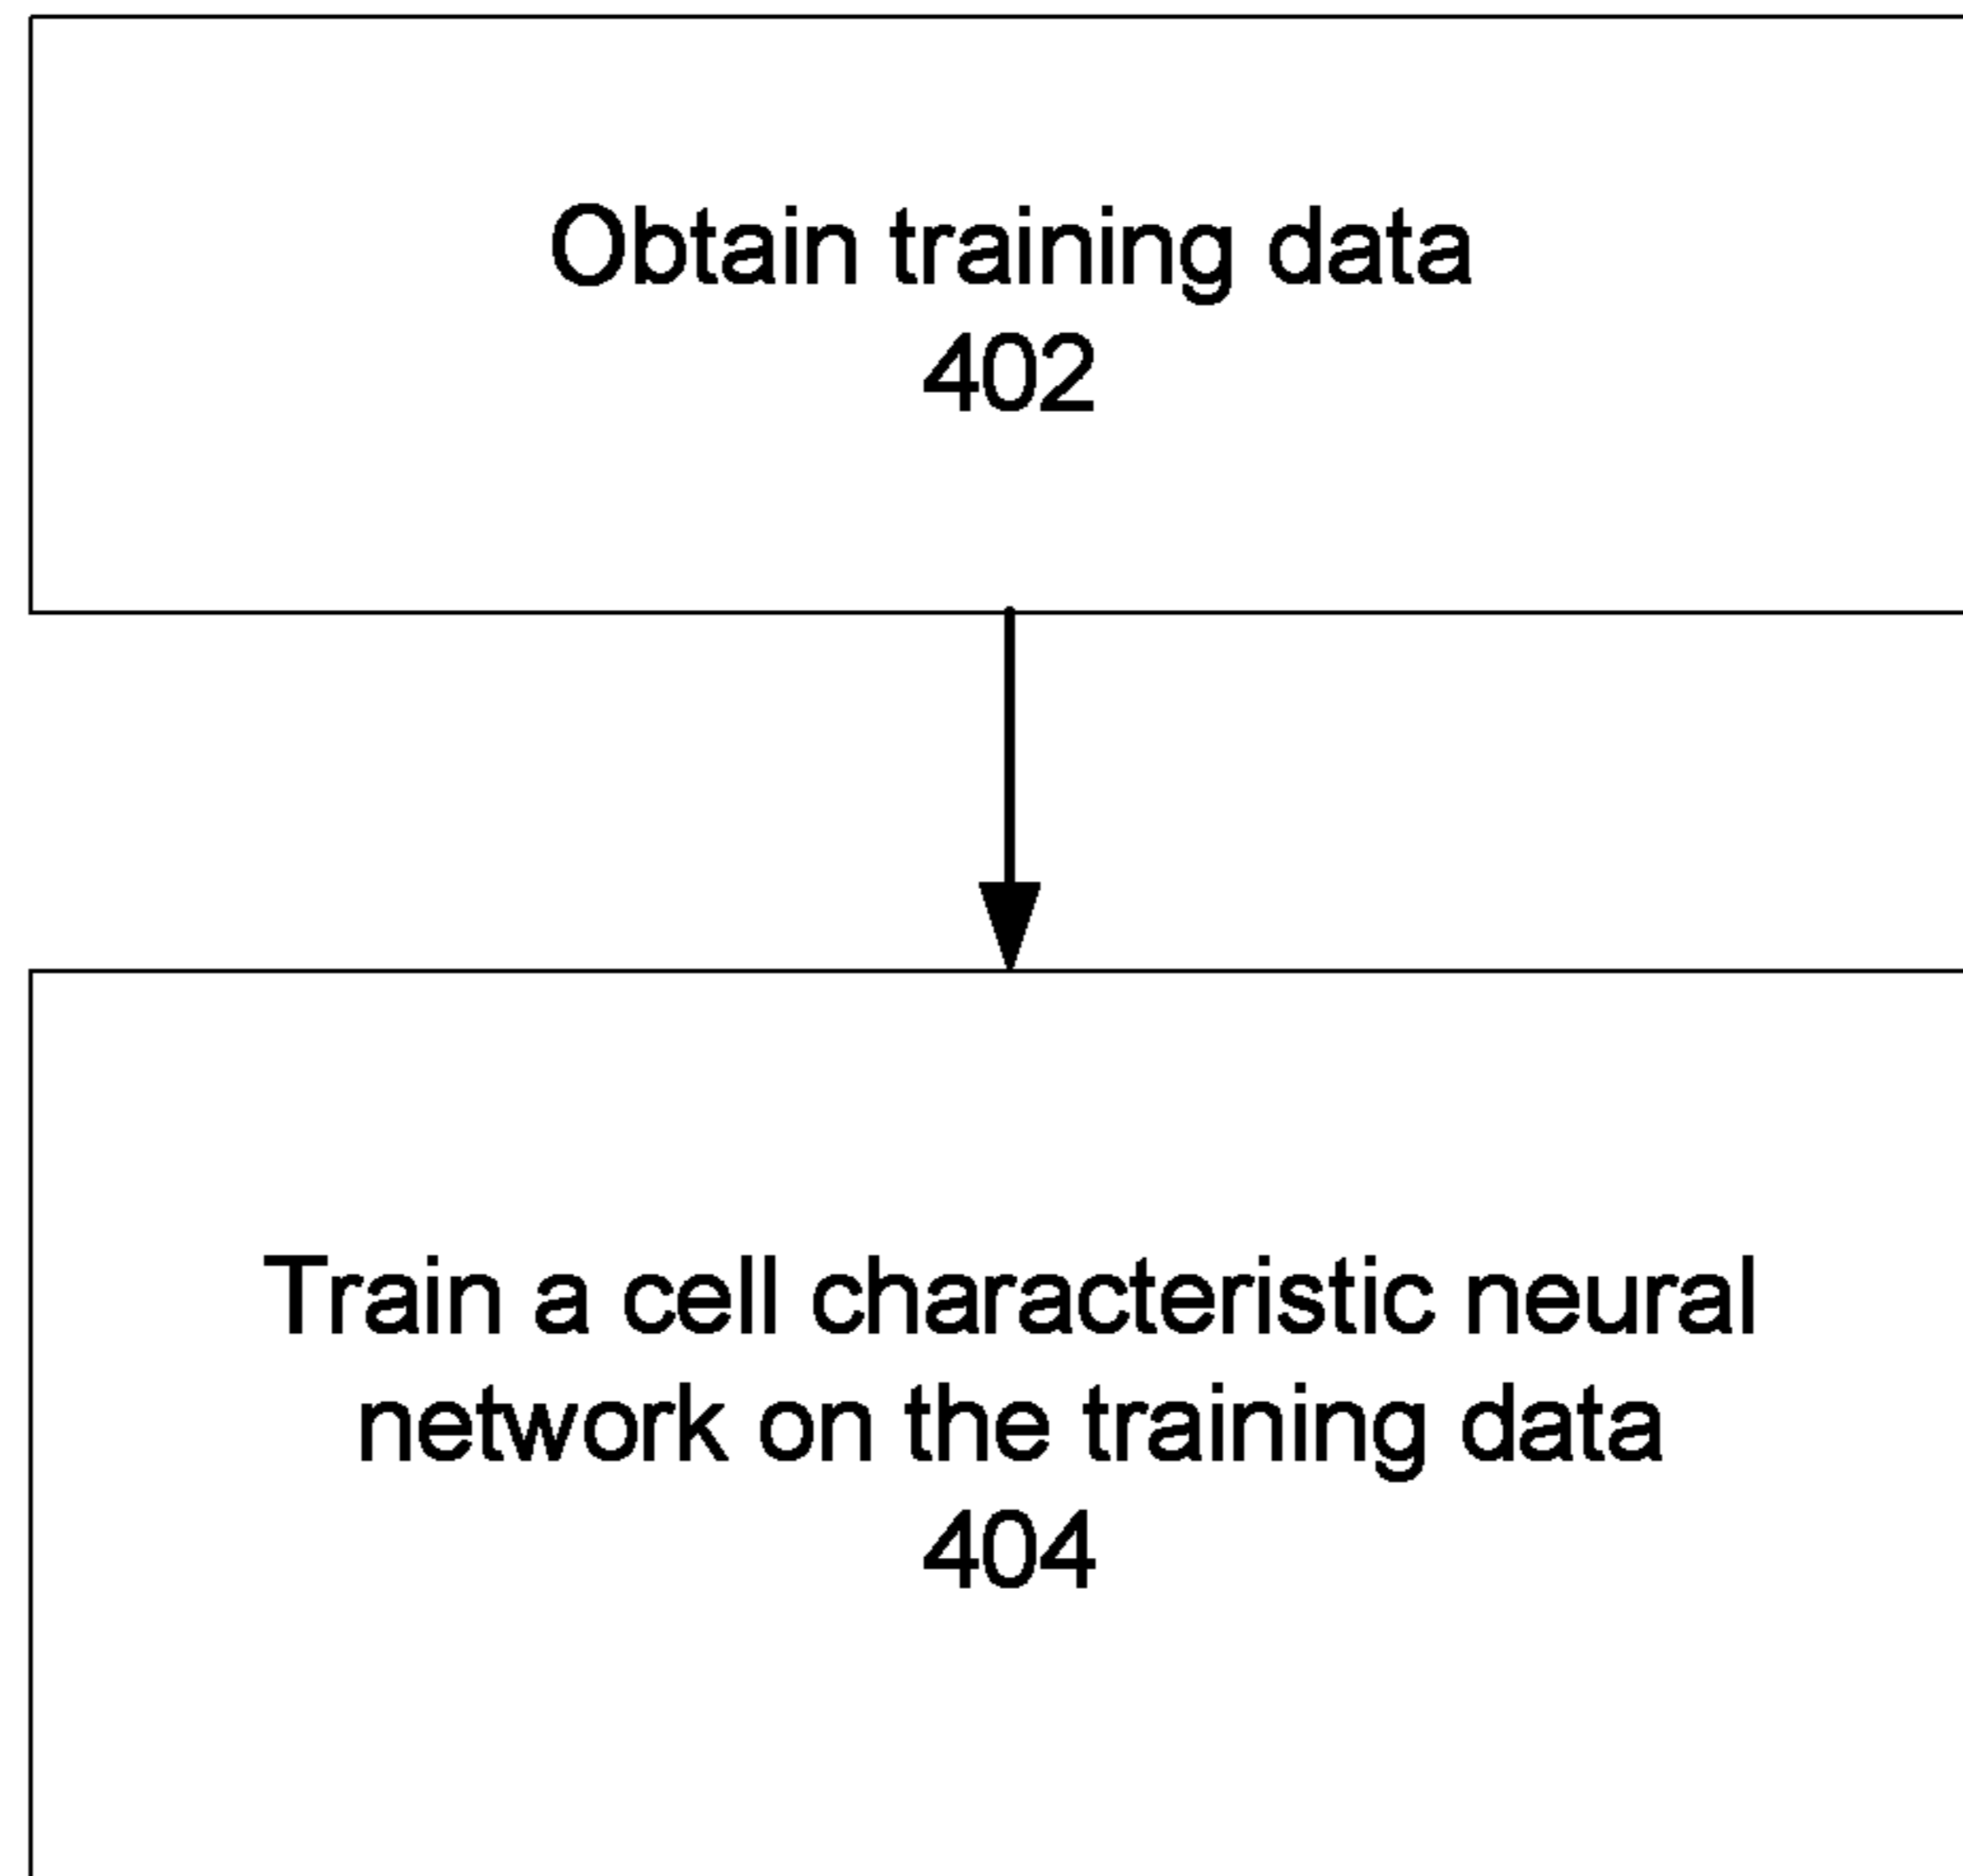 Obtain training data
402
Train a cell characteristic neural
network on the training data
404